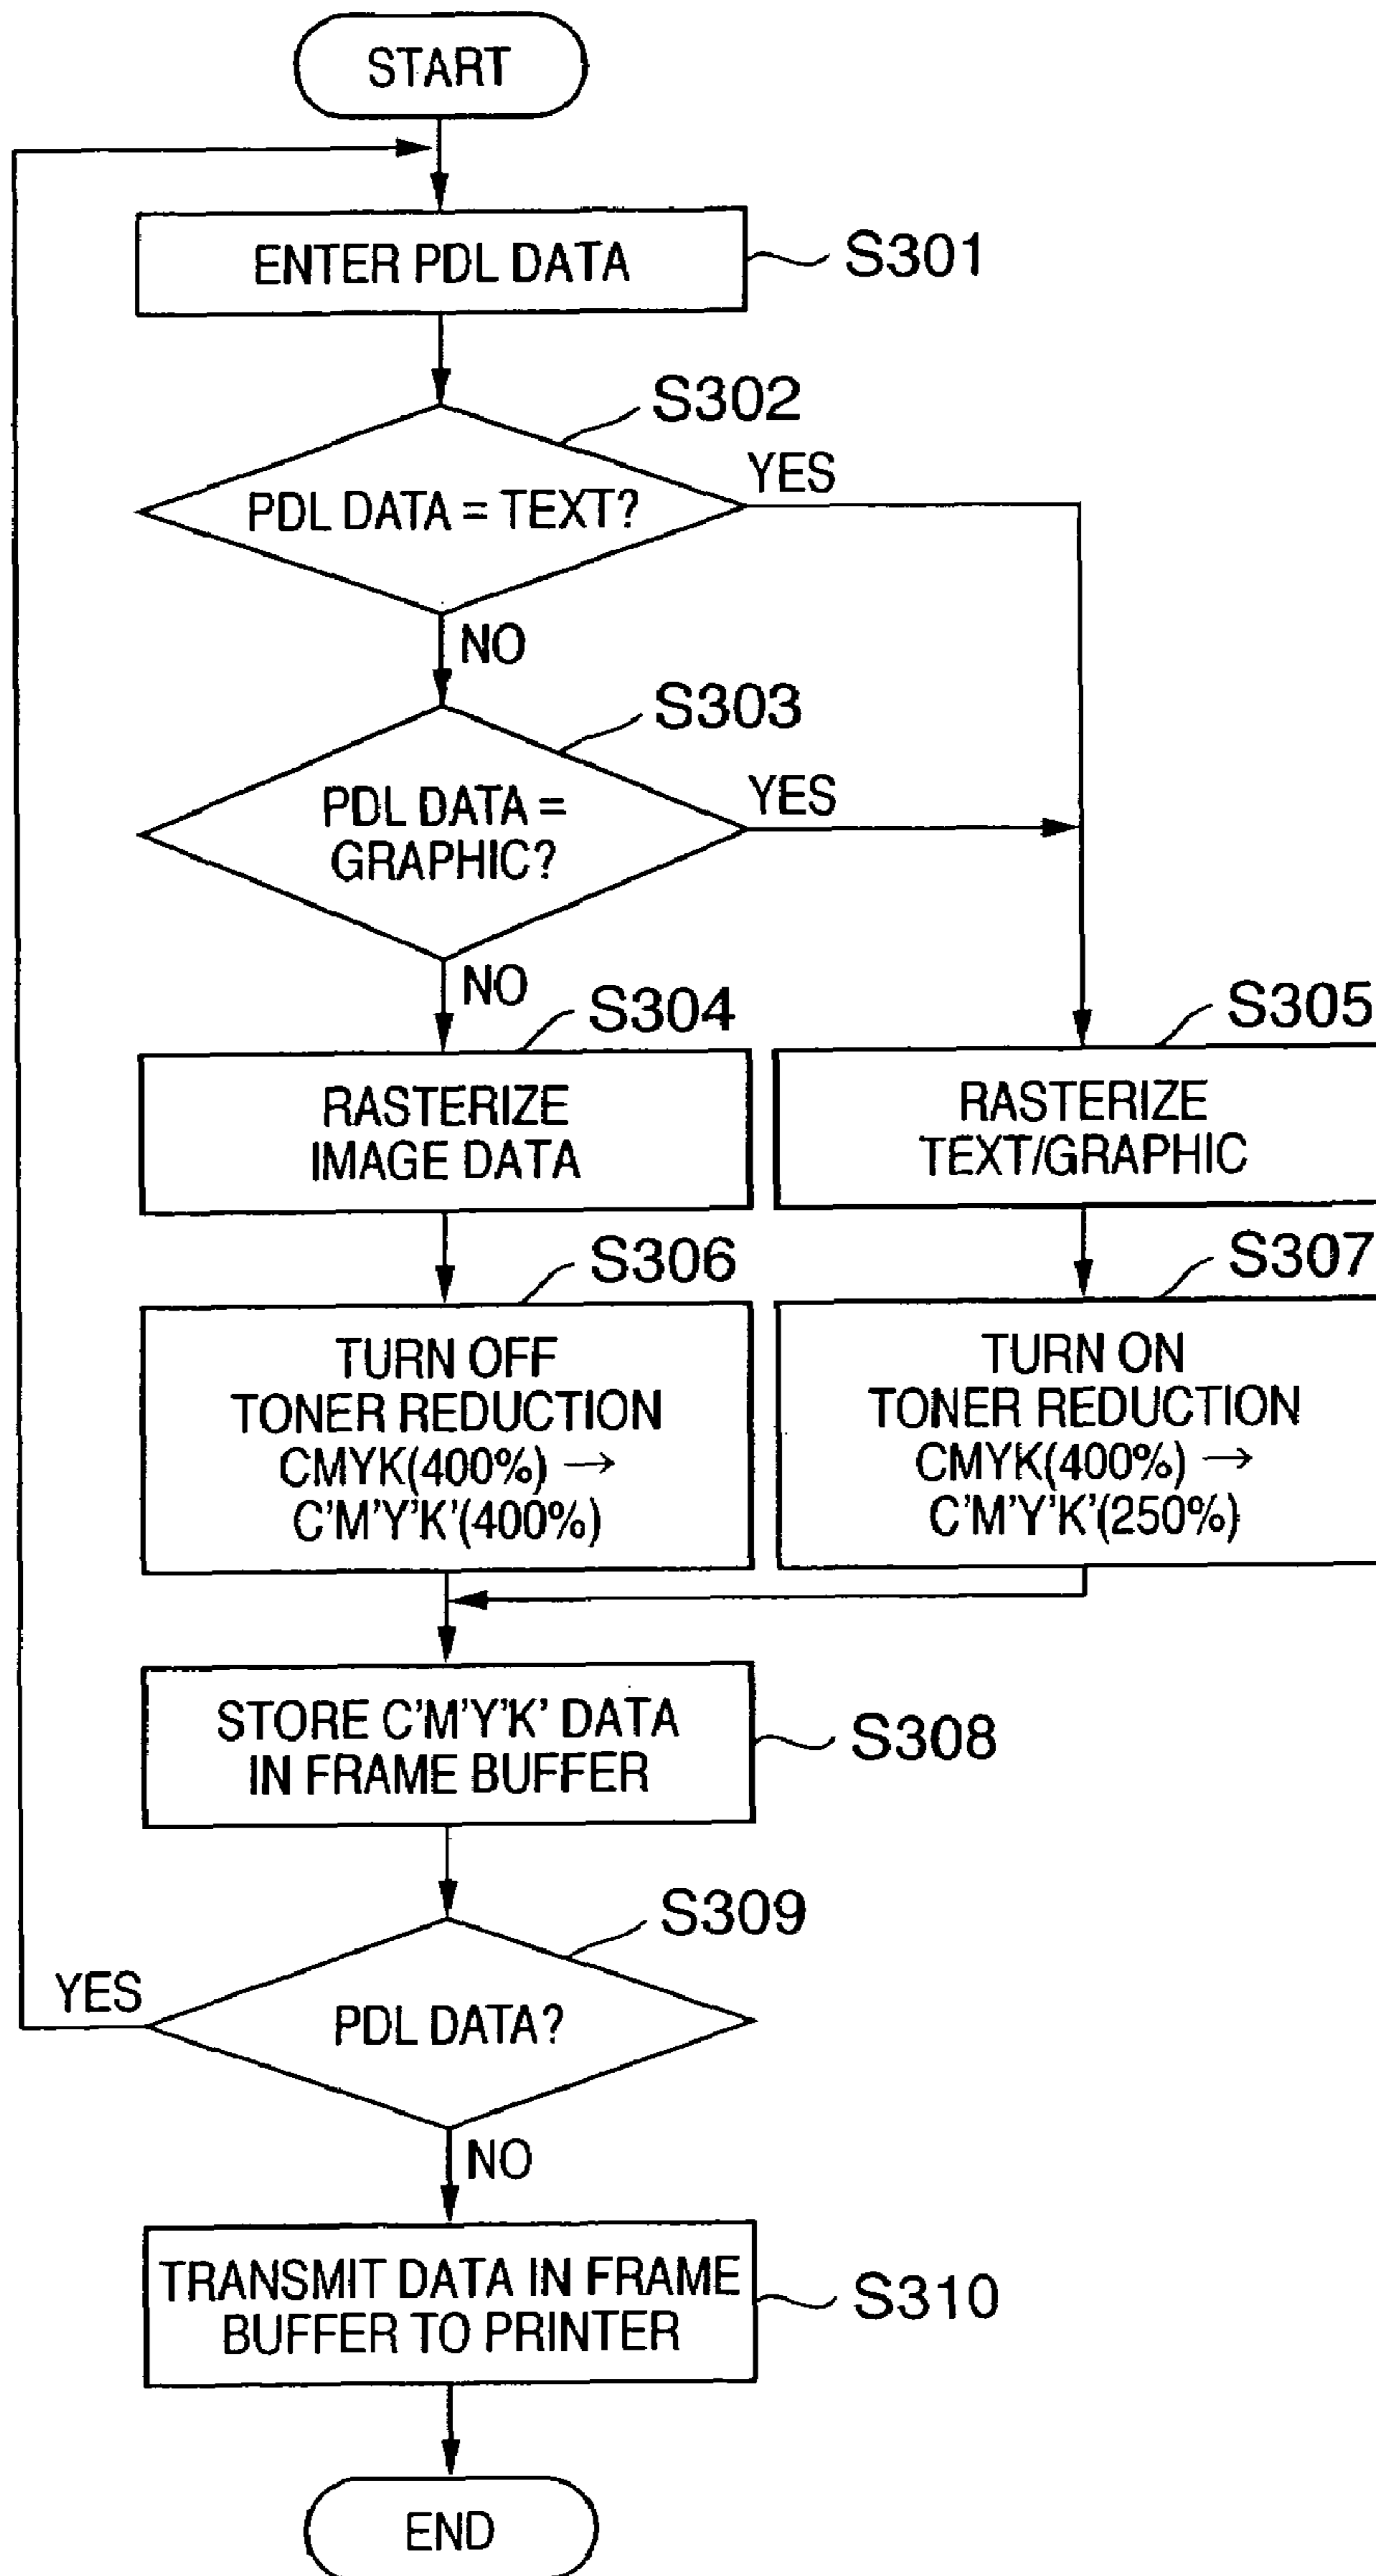 START
ENTER PDL DATA
S301
S302
PDL DATA = TEXT?
YES
NO
S303
PDL DATA =
GRAPHIC?
YES
NO
S304
RASTERIZE
IMAGE DATA
S305
RASTERIZE
TEXT/GRAPHIC
S306
TURN OFF
TONER REDUCTION
CMYK(400%) →
C'M'Y'K'(400%)
S307
TURN ON
TONER REDUCTION
CMYK(400%) →
C'M'Y'K'(250%)
STORE C'M'Y'K' DATA
IN FRAME BUFFER
S308
S309
YES
PDL DATA?
NO
TRANSMIT DATA IN FRAME
BUFFER TO PRINTER
S310
END